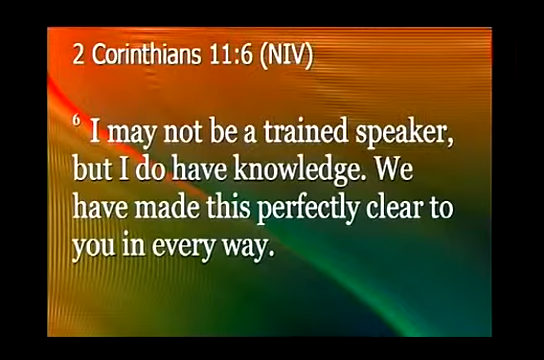 2 Corinthians 11:6 (NIV)
6 I may not be a trained speaker,
but I do have knowledge. We
have made this perfectly clear to
you in every way.